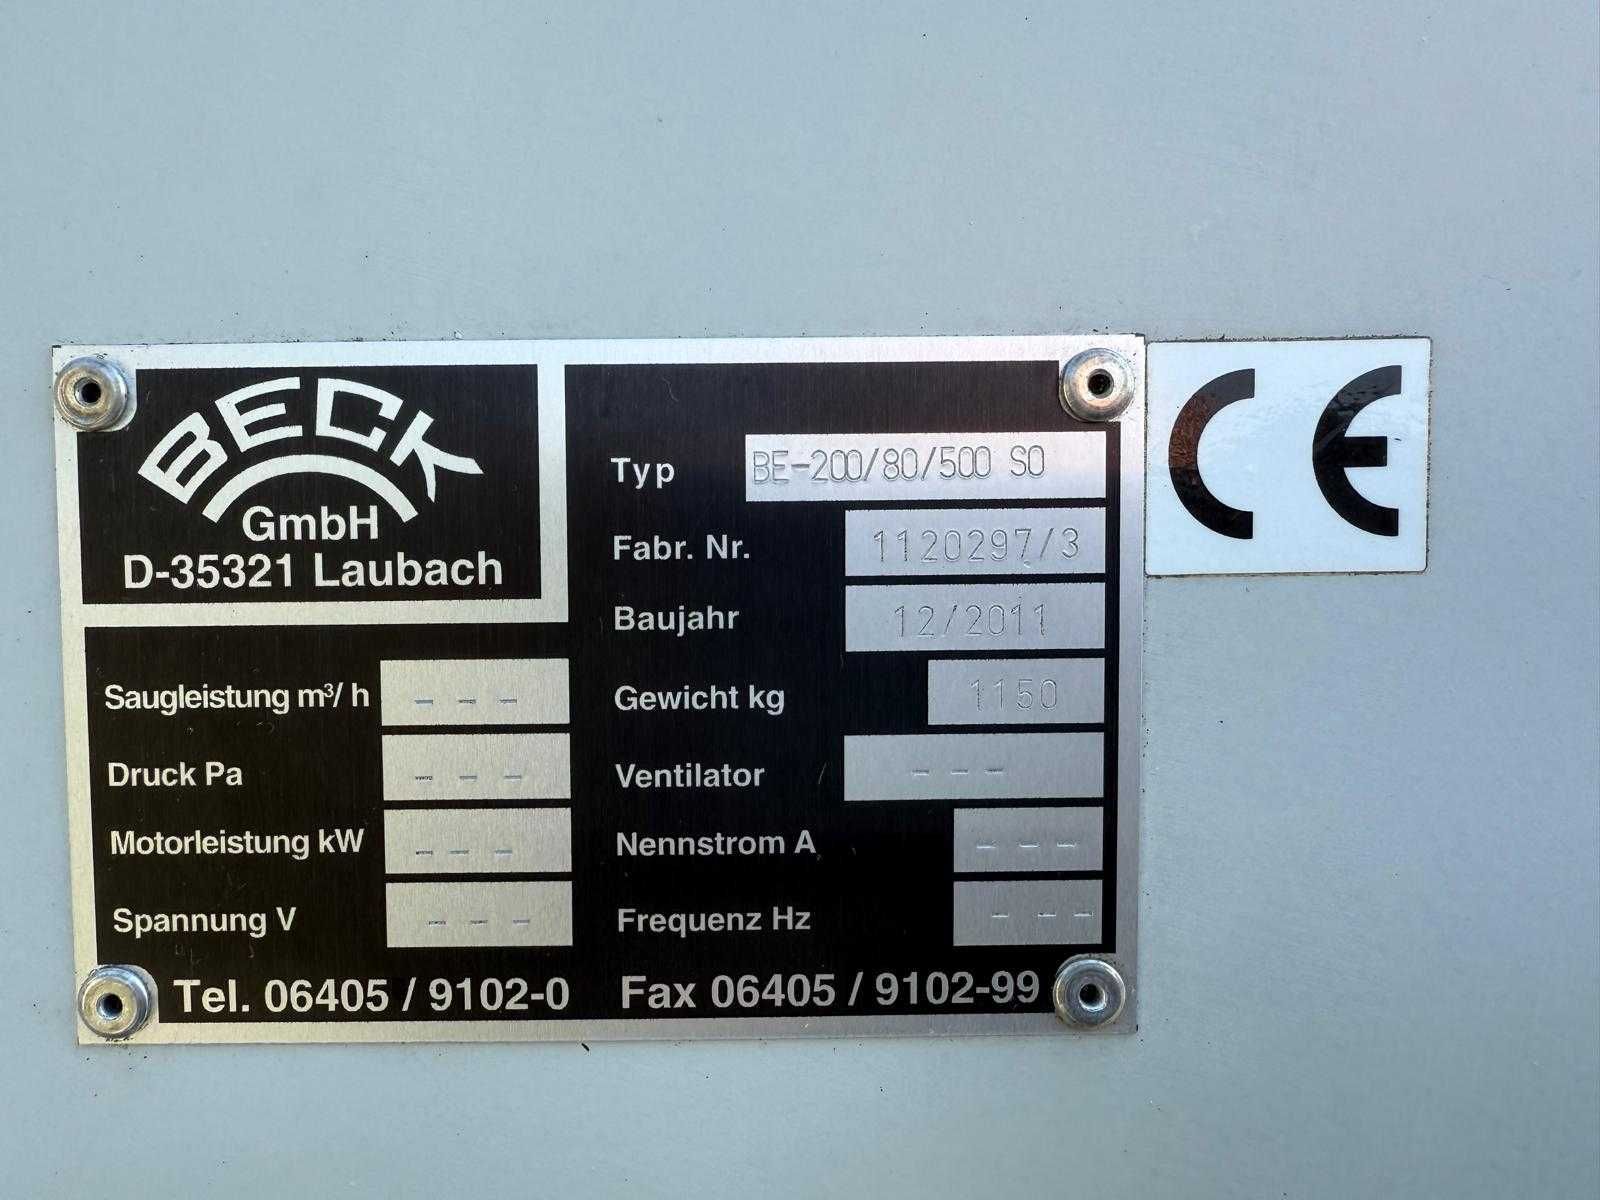 BECK
GmbH
D-35321 Laubach
Typ BE-200/80/500 SO
Fabr. Nr. 1120297/3
Baujahr 12/2011
Gewicht kg 1150
Saugleistung m³/ h - - -
Druck Pa - - -
Motorleistung kW - - -
Spannung V - - -
Ventilator - - -
Nennstrom A - - -
Frequenz Hz - - -
Tel. 06405 / 9102-0 Fax 06405 / 9102-99
CE